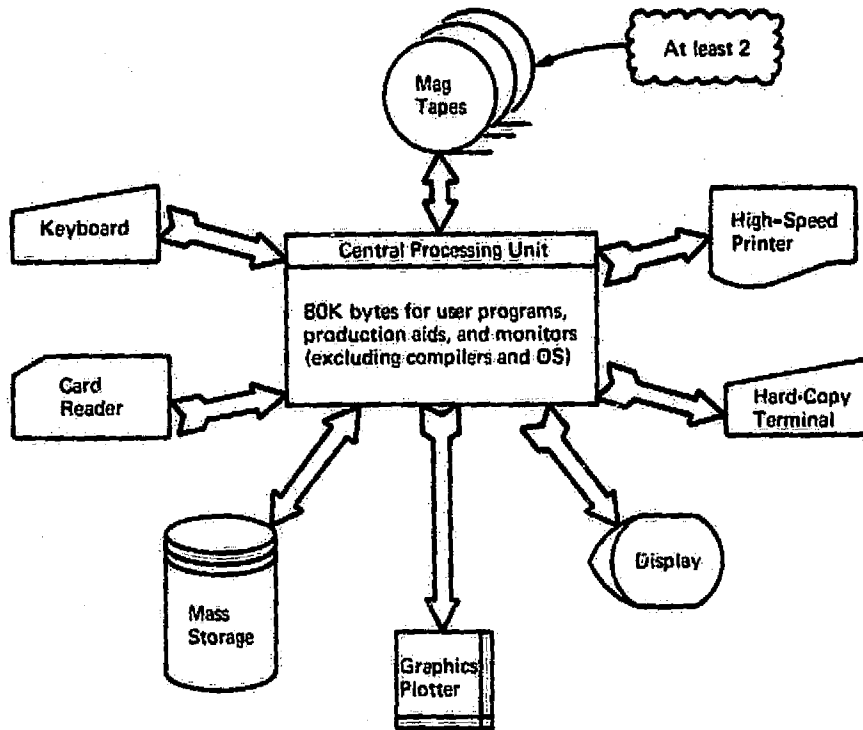 At least 2
Mag
Tapes
Keyboard
Central Processing Unit
High-Speed
Printer
80K bytes for user programs,
production aids, and monitors
(excluding compilers and OS)
Card
Reader
Hard-Copy
Terminal
Mass
Storage
Display
Graphics
Plotter